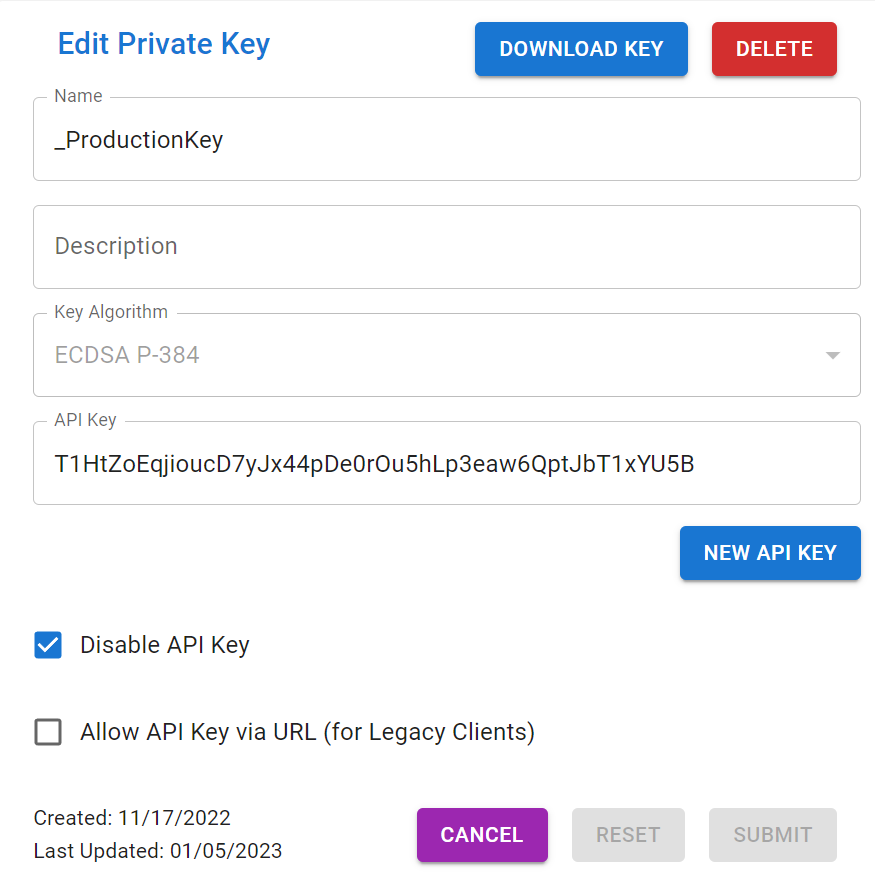 Edit Private Key
DOWNLOAD KEY
DELETE
Name
_ProductionKey
Description
Key Algorithm
ECDSA P-384
API Key
T1HtZoEqjioucD7yJx44pDe0rOu5hLp3eaw6QptJbT1xYU5B
NEW API KEY
Disable API Key
Allow API Key via URL (for Legacy Clients)
Created: 11/17/2022
Last Updated: 01/05/2023
CANCEL
RESET
SUBMIT